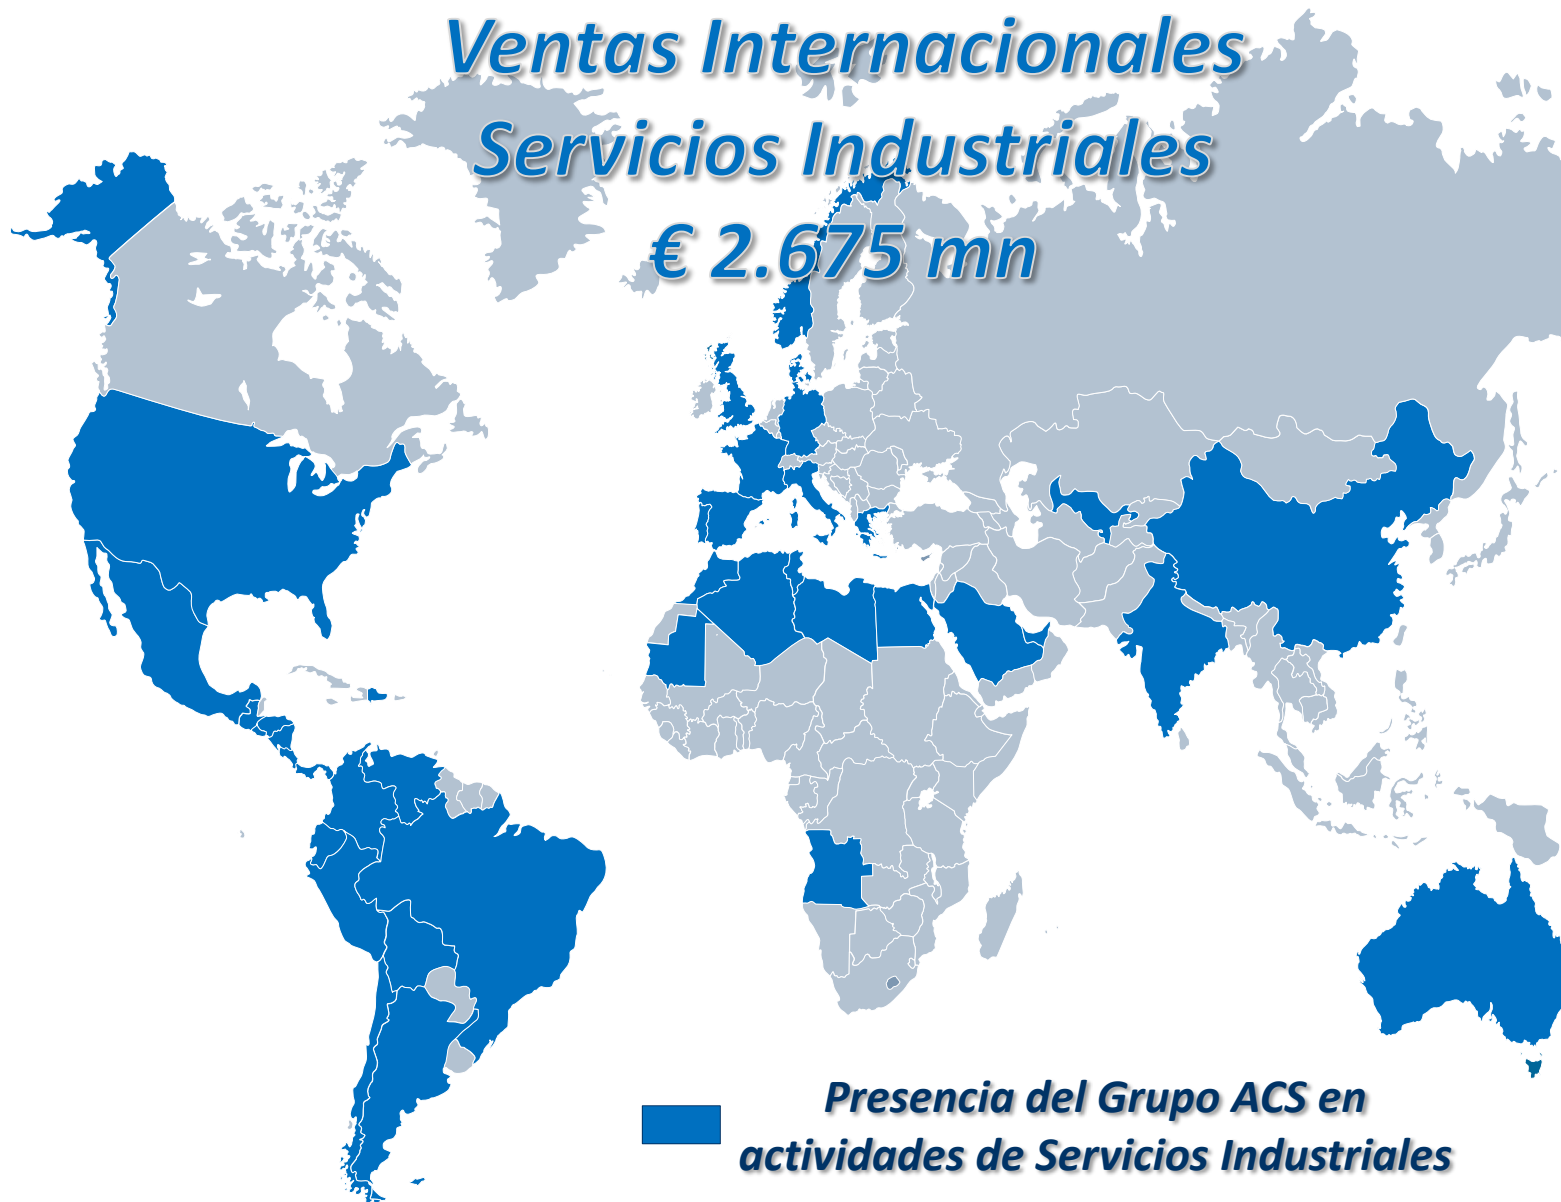 Ventas Internacionales
Servicios Industriales
€ 2.675 mn
Presencia del Grupo ACS en
actividades de Servicios Industriales